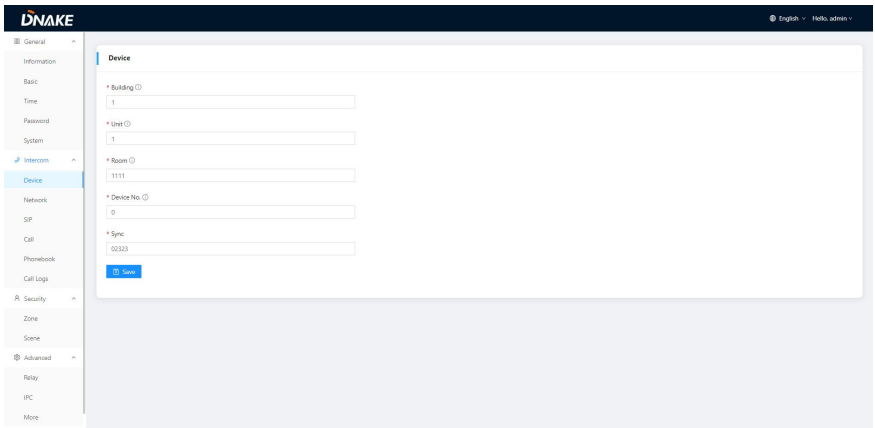 DNAKE
English
Hello, admin
General
Information
Basic
Time
Password
System
Intercom
Device
Network
SIP
Call
Phonebook
Call Logs
Security
Zone
Scene
Advanced
Relay
IPC
More
Device
* Building
1
* Unit
1
* Room
1111
* Device No.
0
* Sync
02323
Save